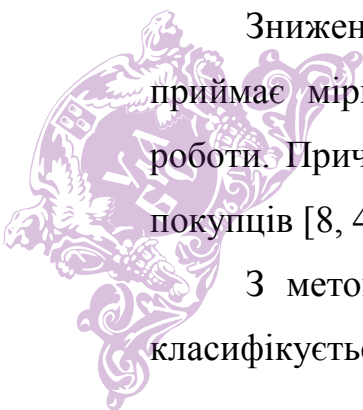 Знижен
приймає мір
роботи. Прич
покупців [8, 4
З мето
класифікуєть